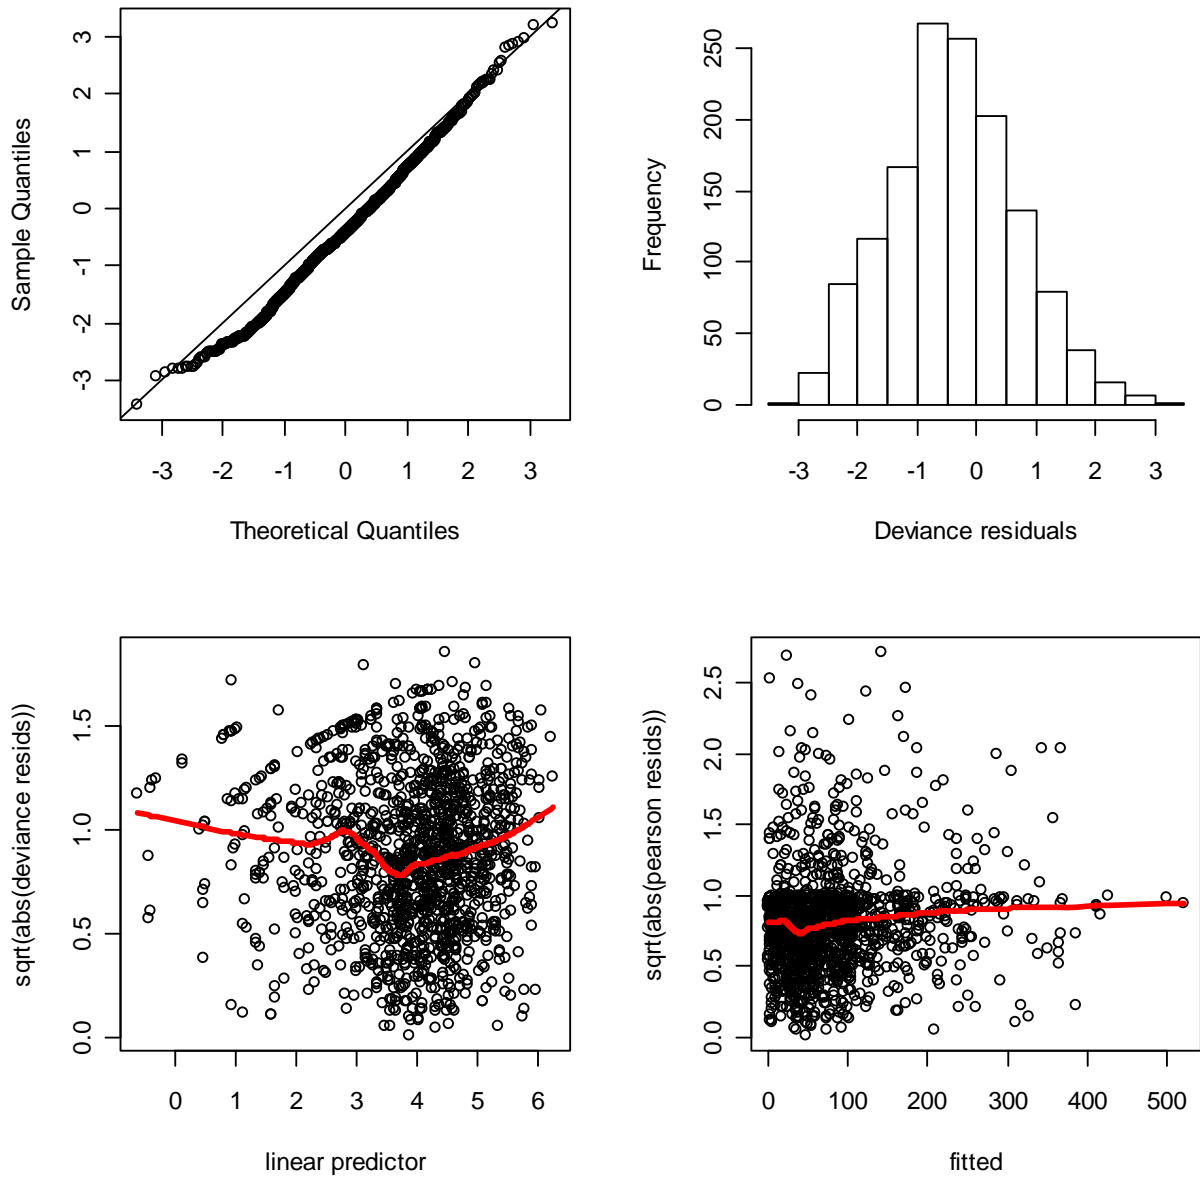 Sample Quantiles
3
2
1
0
-1
-2
-3
-3 -2 -1 0 1 2 3
Theoretical Quantiles
Frequency
250
200
150
100
50
0
-3 -2 -1 0 1 2 3
Deviance residuals
sqrt(abs(deviance resids))
1.5
1.0
0.5
0.0
0 1 2 3 4 5 6
linear predictor
sqrt(abs(pearson resids))
2.5
2.0
1.5
1.0
0.5
0.0
0 100 200 300 400 500
fitted